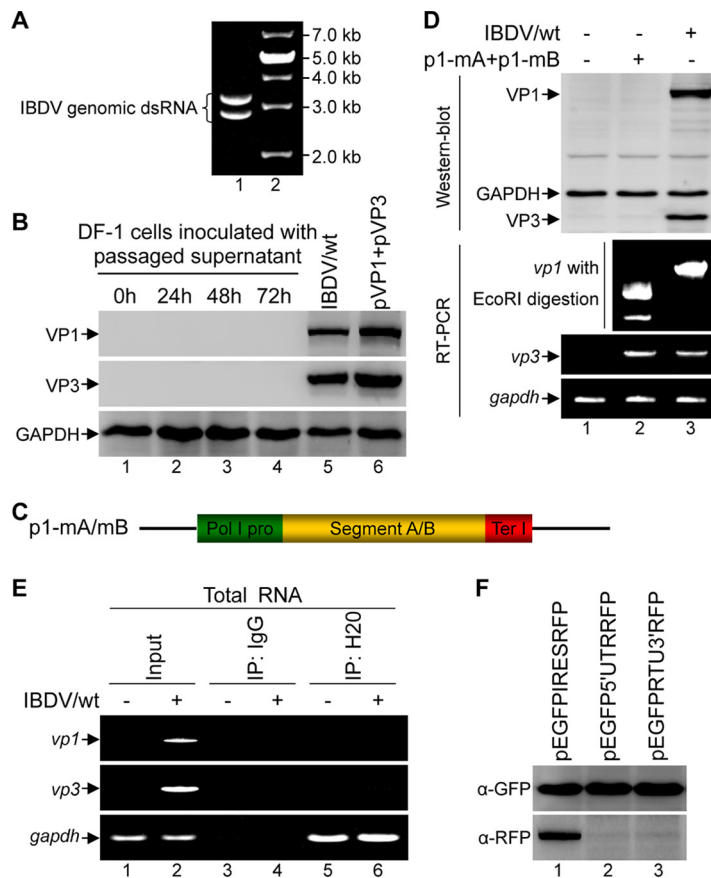 A
7.0 kb
5.0 kb
4.0 kb
IBDV genomic dsRNA
3.0 kb
2.0 kb
1 2
B
DF-1 cells inoculated with
passaged supernatant
IBDV/wt
pVP1+pVP3
0h 24h 48h 72h
VP1
VP3
GAPDH
1 2 3 4 5 6
C
p1-mA/mB
Pol I pro
Segment A/B
Ter I
D
IBDV/wt - - +
p1-mA+p1-mB - + -
Western-blot
VP1
GAPDH
VP3
RT-PCR
vp1 with
EcoRI digestion
vp3
gapdh
1 2 3
E
Total RNA
Input
IP: IgG
IP: H20
IBDV/wt - + - + - +
vp1
vp3
gapdh
1 2 3 4 5 6
F
pEGFPIRESRFP
pEGFP5'UTRRFP
pEGFPRTU3'RFP
α-GFP
α-RFP
1 2 3